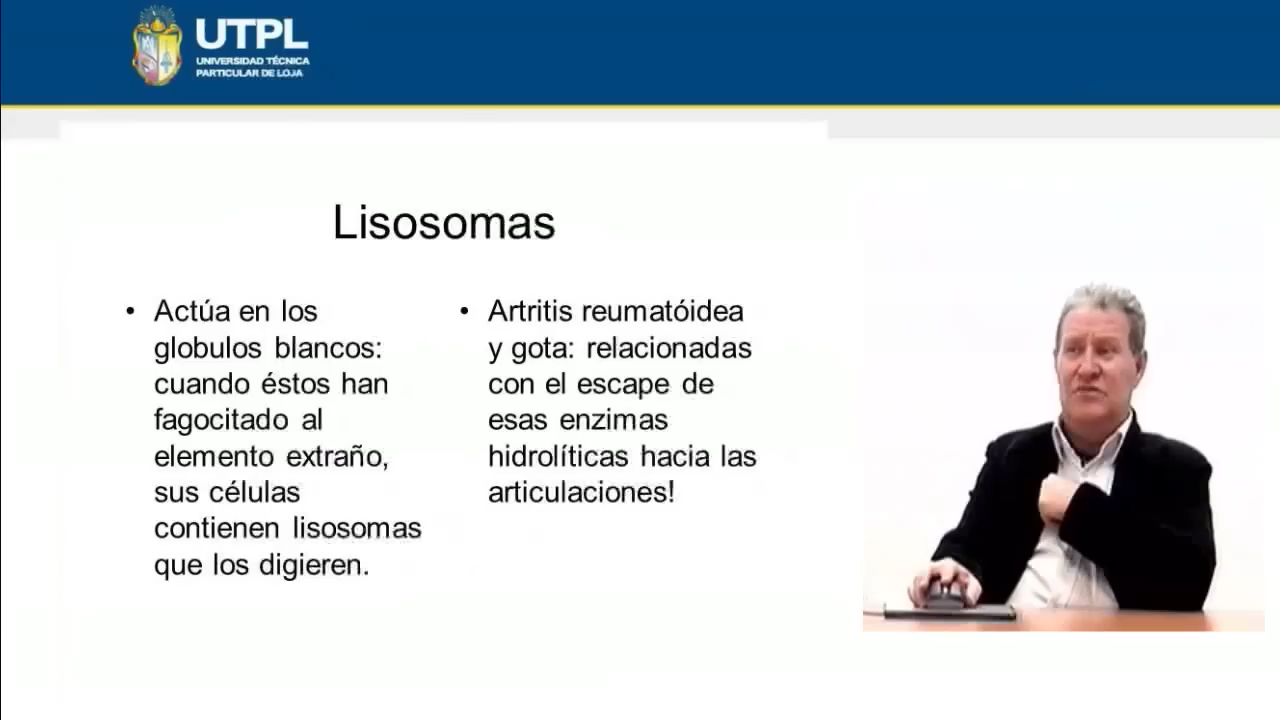 UTPL
UNIVERSIDAD TÉCNICA
PARTICULAR DE LOJA
Lisosomas
• Actúa en los
globulos blancos:
cuando éstos han
fagocitado al
elemento extraño,
sus células
contienen lisosomas
que los digieren.
• Artritis reumatóidea
y gota: relacionadas
con el escape de
esas enzimas
hidrolíticas hacia las
articulaciones!